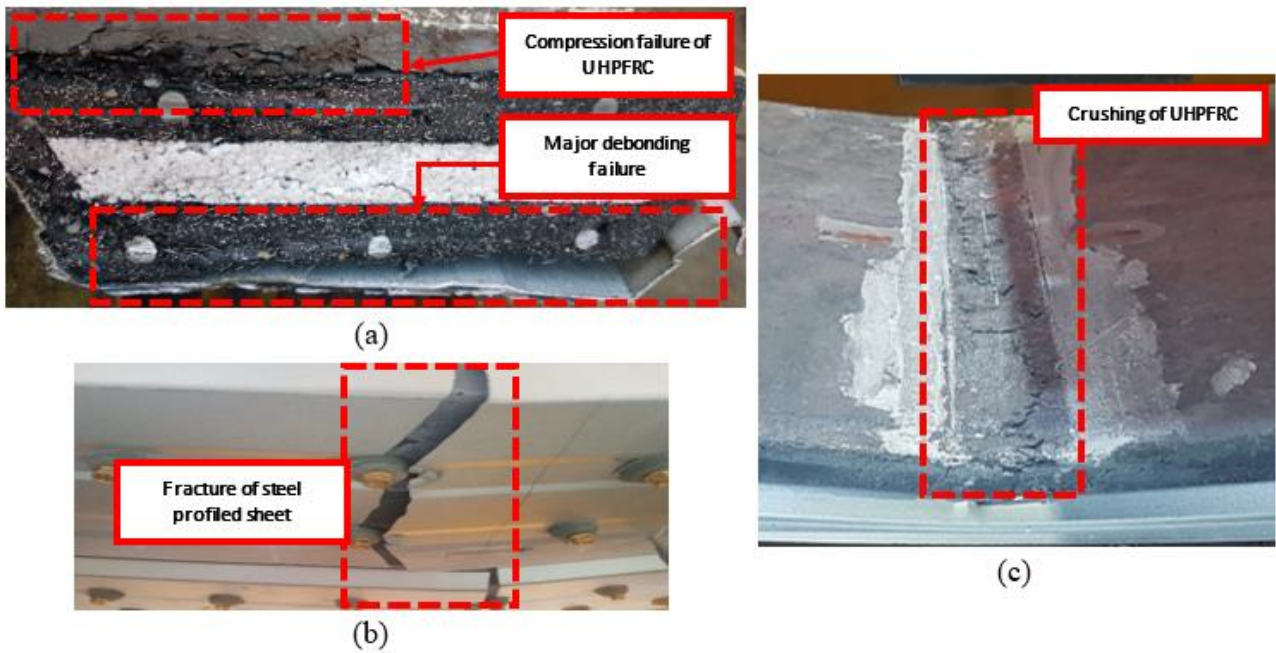 Compression failure of
UHPFRC
Major debonding
failure
(a)
Fracture of steel
profiled sheet
(b)
Crushing of UHPFRC
(c)